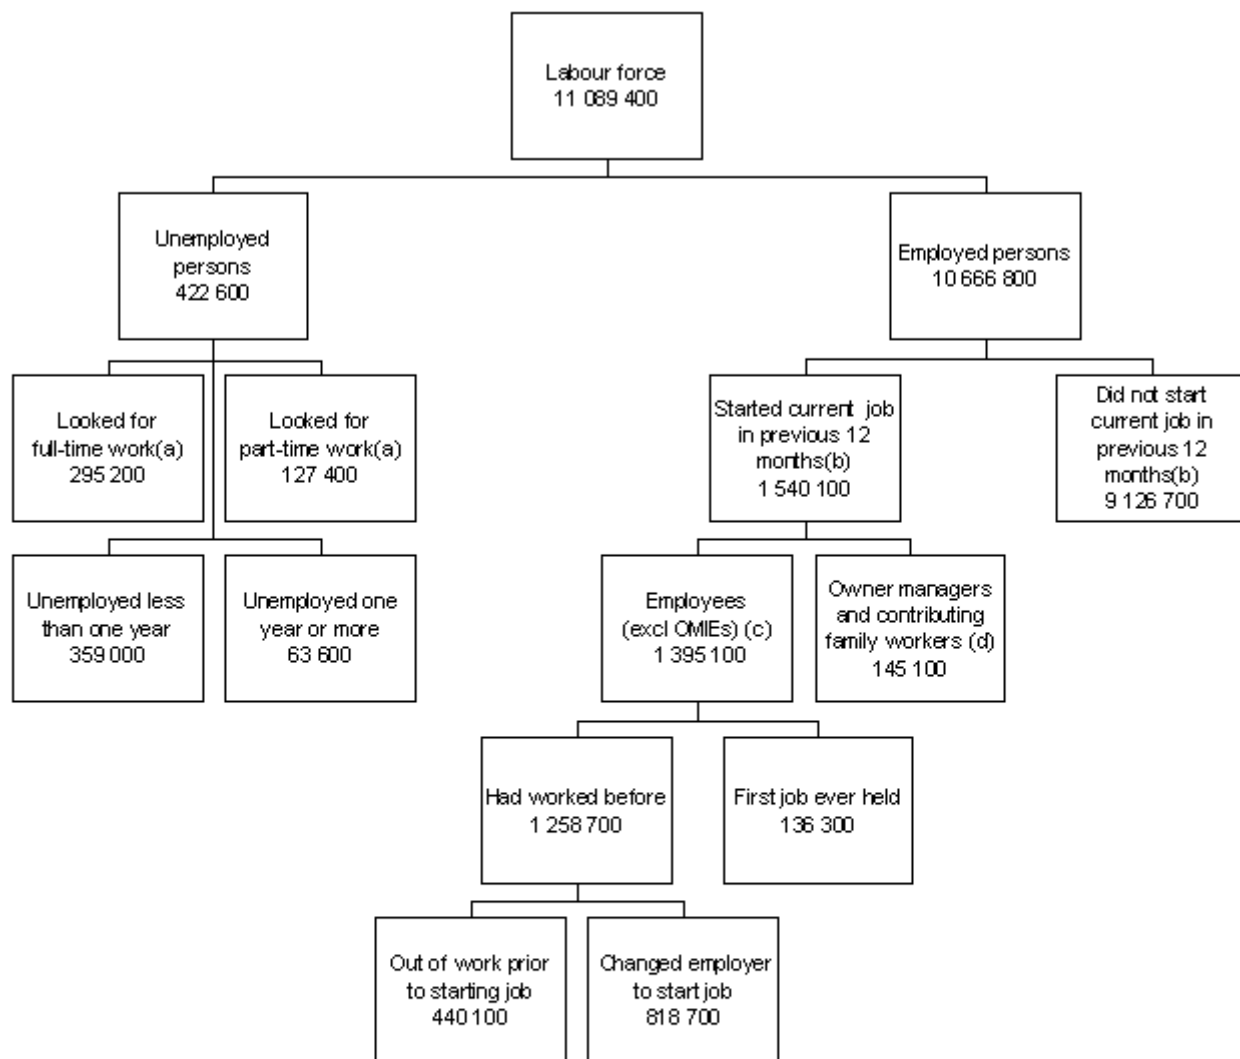 Labour force
11 089 400
Unemployed
persons
422 600
Employed persons
10 666 800
Looked for
full-time work(a)
295 200
Looked for
part-time work(a)
127 400
Started current job
in previous 12
months(b)
1 540 100
Did not start
current job in
previous 12
months(b)
9 126 700
Unemployed less
than one year
359 000
Unemployed one
year or more
63 600
Employees
(excl OMIEs) (c)
1 395 100
Owner managers
and contributing
family workers (d)
145 100
Had worked before
1 258 700
First job ever held
136 300
Out of work prior
to starting job
440 100
Changed employer
to start job
818 700